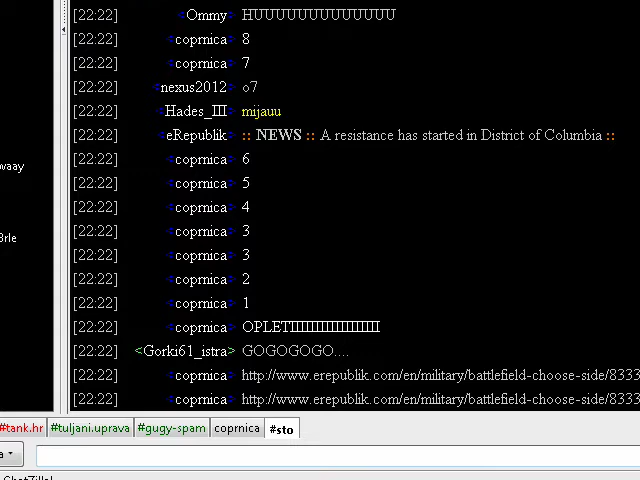 [22:22] <Ommy> HUUUUUUUUUUUUUU
[22:22] <coprnica> 8
[22:22] <coprnica> 7
[22:22] <nexus2012> o7
[22:22] <Hades_III> mijauu
[22:22] <eRepublik> :: NEWS :: A resistance has started in District of Columbia ::
[22:22] <coprnica> 6
vaay
[22:22] <coprnica> 5
[22:22] <coprnica> 4
[22:22] <coprnica> 3
3rle
[22:22] <coprnica> 3
[22:22] <coprnica> 2
[22:22] <coprnica> 1
[22:22] <coprnica> OPLETIIIIIIIIIIIIIIIIII
[22:22] <Gorki61_istra> GOGOGOGO....
[22:22] <coprnica> http://www.erepublik.com/en/military/battlefield-choose-side/8333
[22:22] <coprnica> http://www.erepublik.com/en/military/battlefield-choose-side/8333
#tank.hr #tuljani.uprava #gugy-spam coprnica #sto